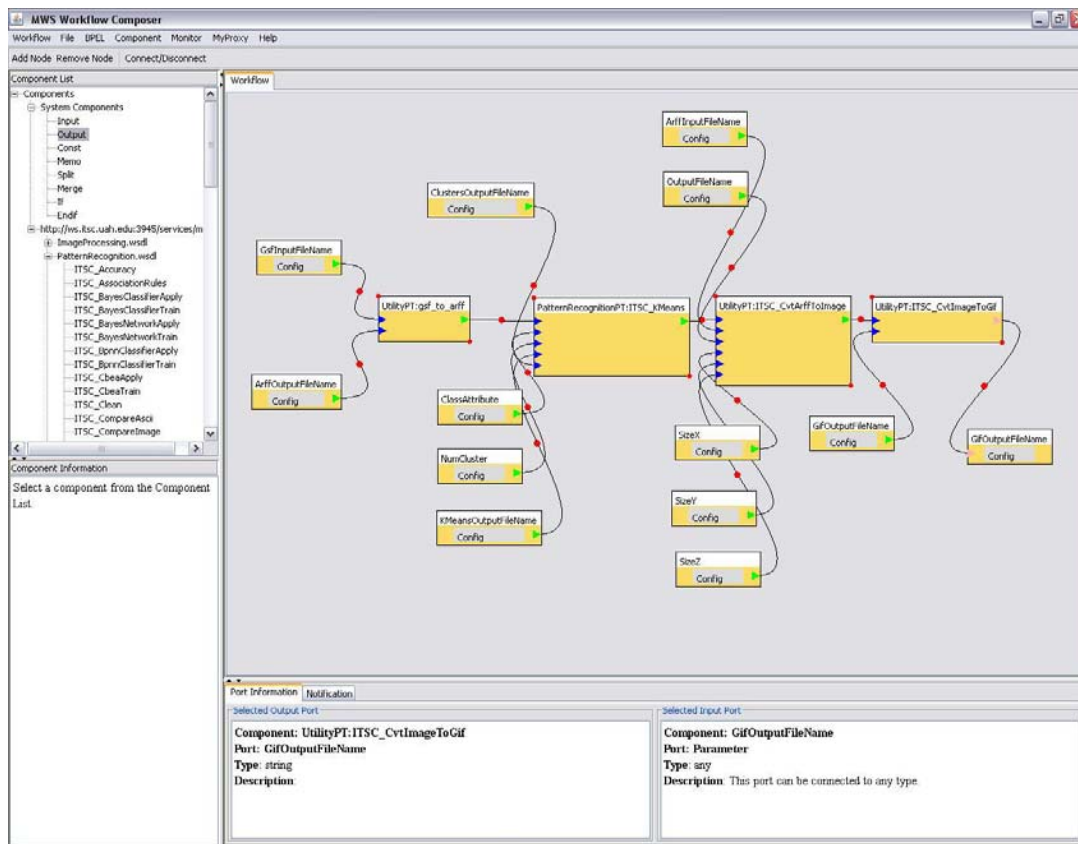 MWS Workflow Composer
Workflow File BPEL Component Monitor MyProxy Help
Add Node Remove Node Connect/Disconnect
Component List
Components
System Components
Input
Output
Const
Memo
Split
Merge
If
Endif
http://ws.itsc.uah.edu:3945/services/m
ImageProcessing.wsdl
PatternRecognition.wsdl
ITSC_Accuracy
ITSC_AssociationRules
ITSC_BayesClassifierApply
ITSC_BayesClassifierTrain
ITSC_BayesNetworkApply
ITSC_BayesNetworkTrain
ITSC_BpnnClassifierApply
ITSC_BpnnClassifierTrain
ITSC_CbeaApply
ITSC_CbeaTrain
ITSC_Clean
ITSC_CompareAscii
ITSC_CompareImage
Component Information
Select a component from the Component
List.
Workflow
ArffInputFileName
Config
OutputFileName
Config
ClustersOutputFileName
Config
GsfInputFileName
Config
UtilityPT:gsf_to_arff
PatternRecognitionPT:ITSC_KMeans
UtilityPT:ITSC_CvtArffToImage
UtilityPT:ITSC_CvtImageToGif
ArffOutputFileName
Config
ClassAttribute
Config
NumCluster
Config
KMeansOutputFileName
Config
SizeX
Config
SizeY
Config
SizeZ
Config
GifOutputFileName
Config
GifOutputFileName
Config
Port Information Notification
Selected Output Port
Component: UtilityPT:ITSC_CvtImageToGif
Port: GifOutputFileName
Type: string
Description:
Selected Input Port
Component: GifOutputFileName
Port: Parameter
Type: any
Description: This port can be connected to any type.